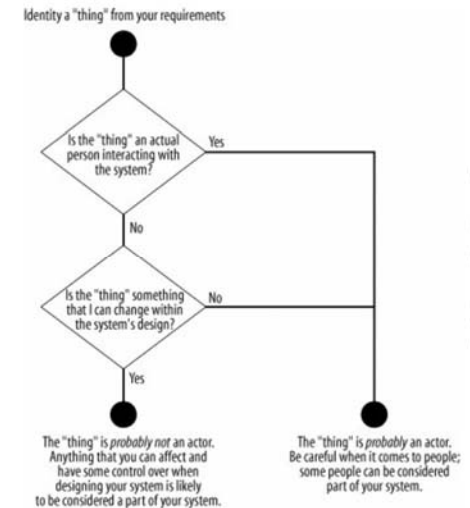 Identity a "thing" from your requirements
Is the "thing" an actual
person interacting with
the system?
Yes
No
Is the "thing" something
that I can change within
the system's design?
No
Yes
The "thing" is probably not an actor.
Anything that you can affect and
have some control over when
designing your system is likely
to be considered a part of your system.
The "thing" is probably an actor.
Be careful when it comes to people;
some people can be considered
part of your system.